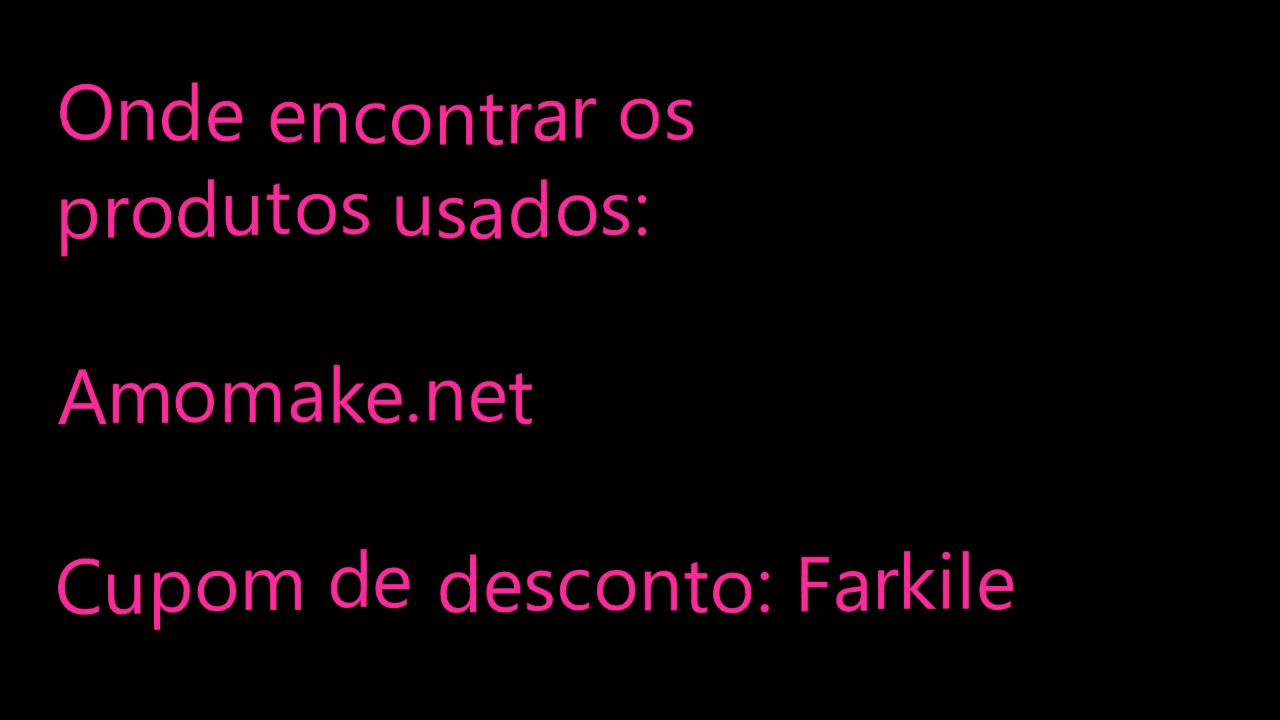 Onde encontrar os
produtos usados:
Amomake.net
Cupom de desconto: Farkile